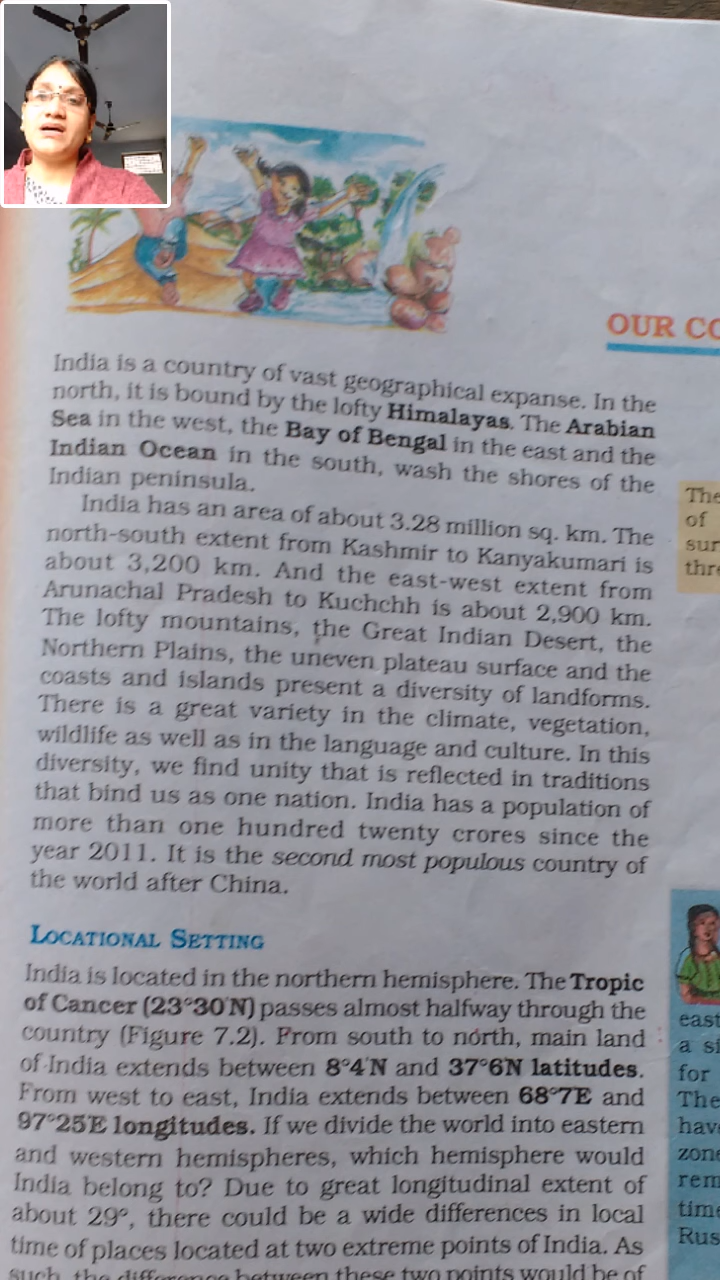 OUR CO
India is a country of vast geographical expanse. In the
north, it is bound by the lofty Himalayas. The Arabian
Sea in the west, the Bay of Bengal in the east and the
Indian Ocean in the south, wash the shores of the
Indian peninsula.
India has an area of about 3.28 million sq. km. The
north-south extent from Kashmir to Kanyakumari is
about 3,200 km. And the east-west extent from
Arunachal Pradesh to Kuchchh is about 2,900 km.
The lofty mountains, the Great Indian Desert, the
Northern Plains, the uneven plateau surface and the
coasts and islands present a diversity of landforms.
There is a great variety in the climate, vegetation,
wildlife as well as in the language and culture. In this
diversity, we find unity that is reflected in traditions
that bind us as one nation. India has a population of
more than one hundred twenty crores since the
year 2011. It is the second most populous country of
the world after China.
LOCATIONAL SETTING
India is located in the northern hemisphere. The Tropic
of Cancer (23°30'N) passes almost halfway through the
country (Figure 7.2). From south to north, main land
of India extends between 8°4'N and 37°6'N latitudes.
From west to east, India extends between 68°7'E and
97°25'E longitudes. If we divide the world into eastern
and western hemispheres, which hemisphere would
India belong to? Due to great longitudinal extent of
about 29°, there could be a wide differences in local
time of places located at two extreme points of India. As
such, the difference between these two points would be of
The
of
sur
thre
east
a si
for
The
have
zone
rem
time
Rus